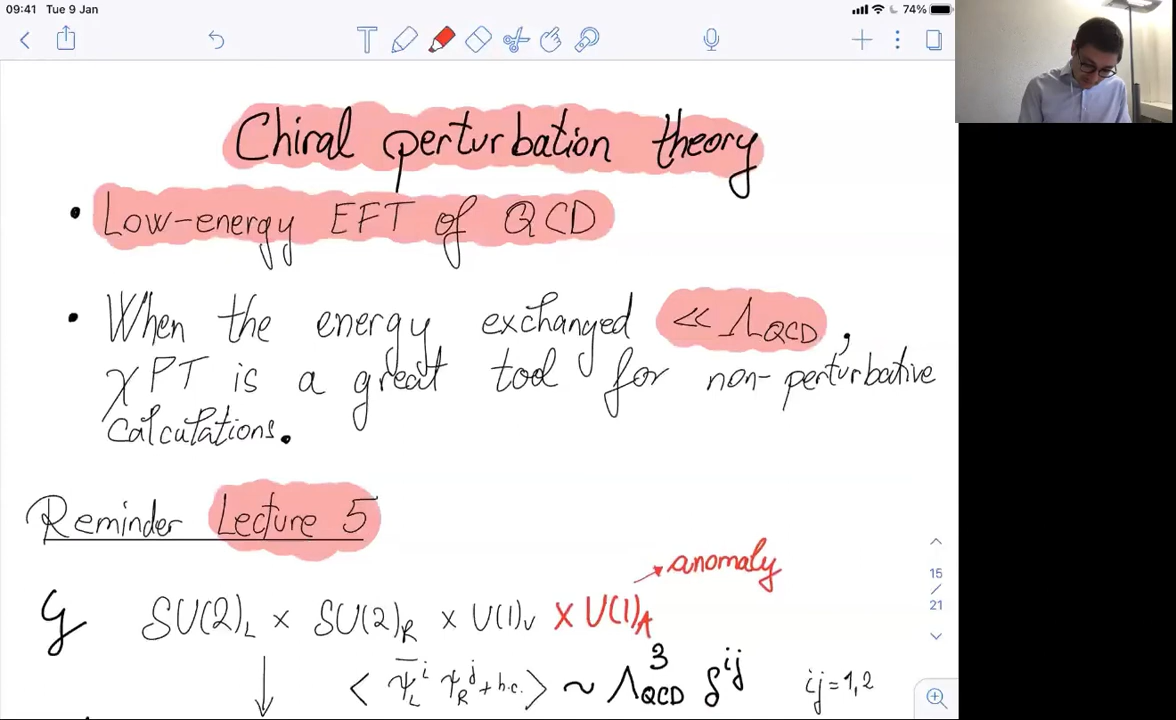 09:41 Tue 9 Jan
74%
Chiral perturbation theory
• Low-energy EFT of QCD
• When the energy exchanged ≪ Λ_QCD,
χPT is a great tool for non-perturbative
calculations.
Reminder Lecture 5
anomaly
G SU(2)_L × SU(2)_R × U(1)_V × U(1)_A
< ψ̄_L^i ψ_R^j + h.c. > ~ Λ_QCD^3 δ^ij ij=1,2
15
/
21